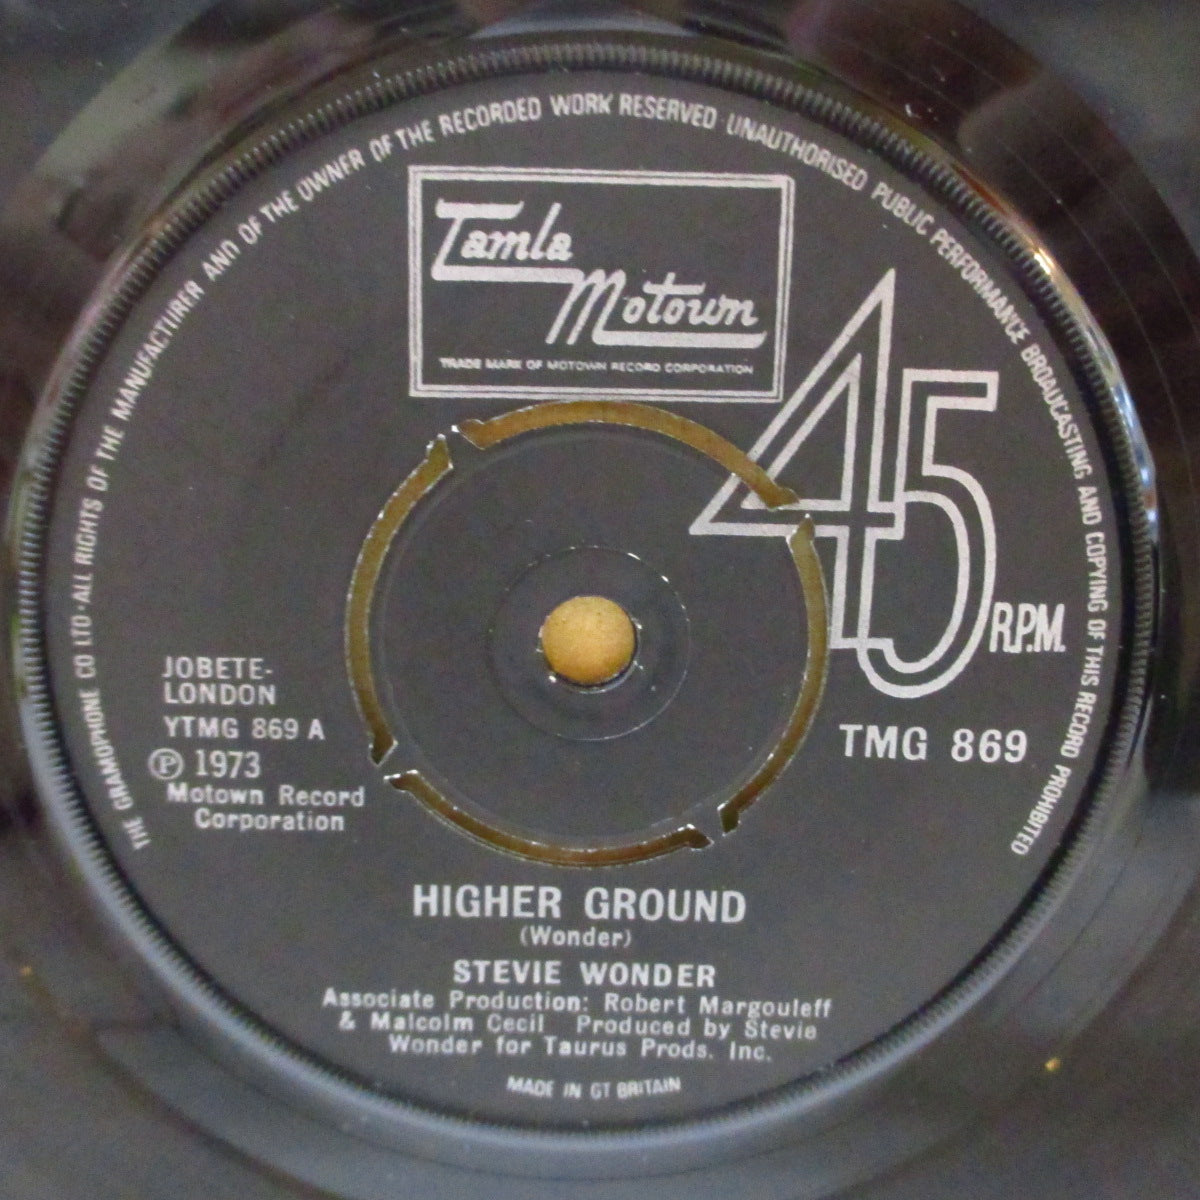 THE GRAMOPHONE CO LTD · ALL RIGHTS OF THE MANUFACTURER AND OF THE OWNER OF THE RECORDED WORK RESERVED UNAUTHORISED PUBLIC PERFORMANCE BROADCASTING AND COPYING OF THIS RECORD PROHIBITED
Tamla
Motown
TRADE MARK OF MOTOWN RECORD CORPORATION
45
R.P.M.
JOBETE-
LONDON
YTMG 869 A
Ⓟ 1973
Motown Record
Corporation
TMG 869
HIGHER GROUND
(Wonder)
STEVIE WONDER
Associate Production: Robert Margouleff
& Malcolm Cecil Produced by Stevie
Wonder for Taurus Prods. Inc.
MADE IN GT BRITAIN